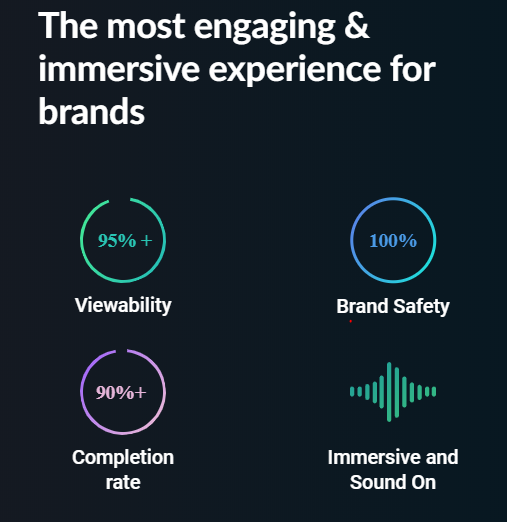 The most engaging &
immersive experience for
brands
95% +
100%
Viewability
Brand Safety
90%+
Completion
rate
Immersive and
Sound On